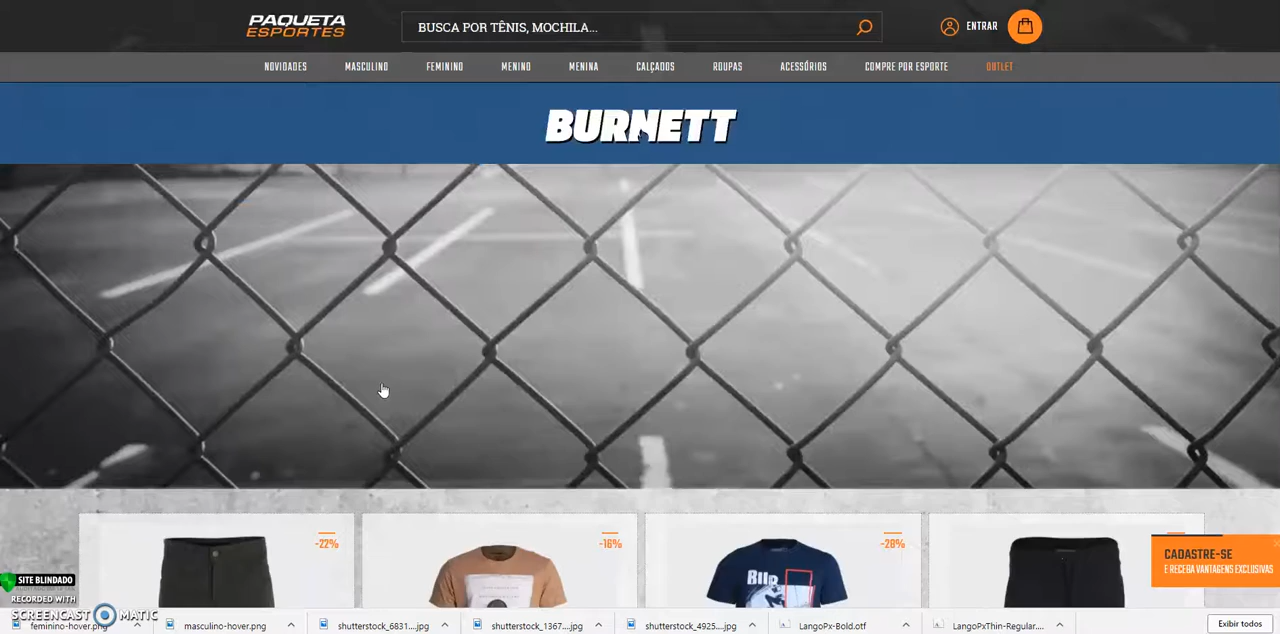 PAQUETA
ESPORTES
BUSCA POR TÊNIS, MOCHILA...
ENTRAR
NOVIDADES MASCULINO FEMININO MENINO MENINA CALÇADOS ROUPAS ACESSÓRIOS COMPRE POR ESPORTE OUTLET
BURNETT
-22% -16% -28%
CADASTRE-SE
E RECEBA VANTAGENS EXCLUSIVAS
SITE BLINDADO
RECORDED WITH
SCREENCAST MATIC
feminino-hover.png masculino-hover.png shutterstock_6831....jpg shutterstock_1367....jpg shutterstock_4925....jpg LangoPx-Bold.otf LangoPxThin-Regular.... Exibir todos